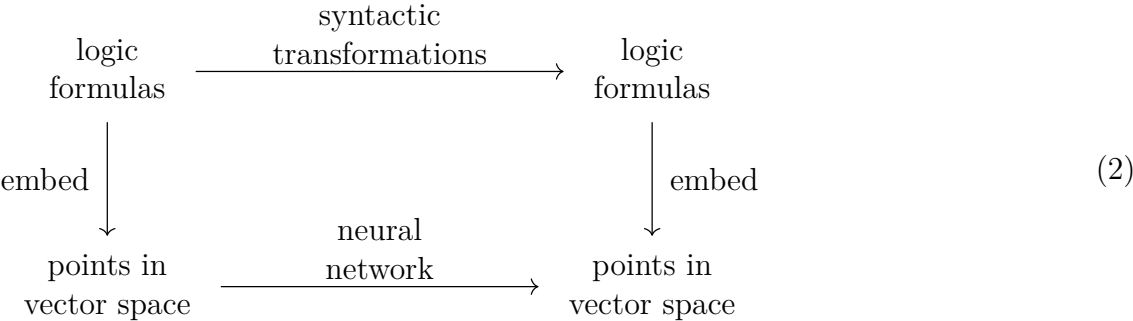 syntactic
transformations
logic
formulas
logic
formulas
embed
embed
(2)
neural
network
points in
vector space
points in
vector space